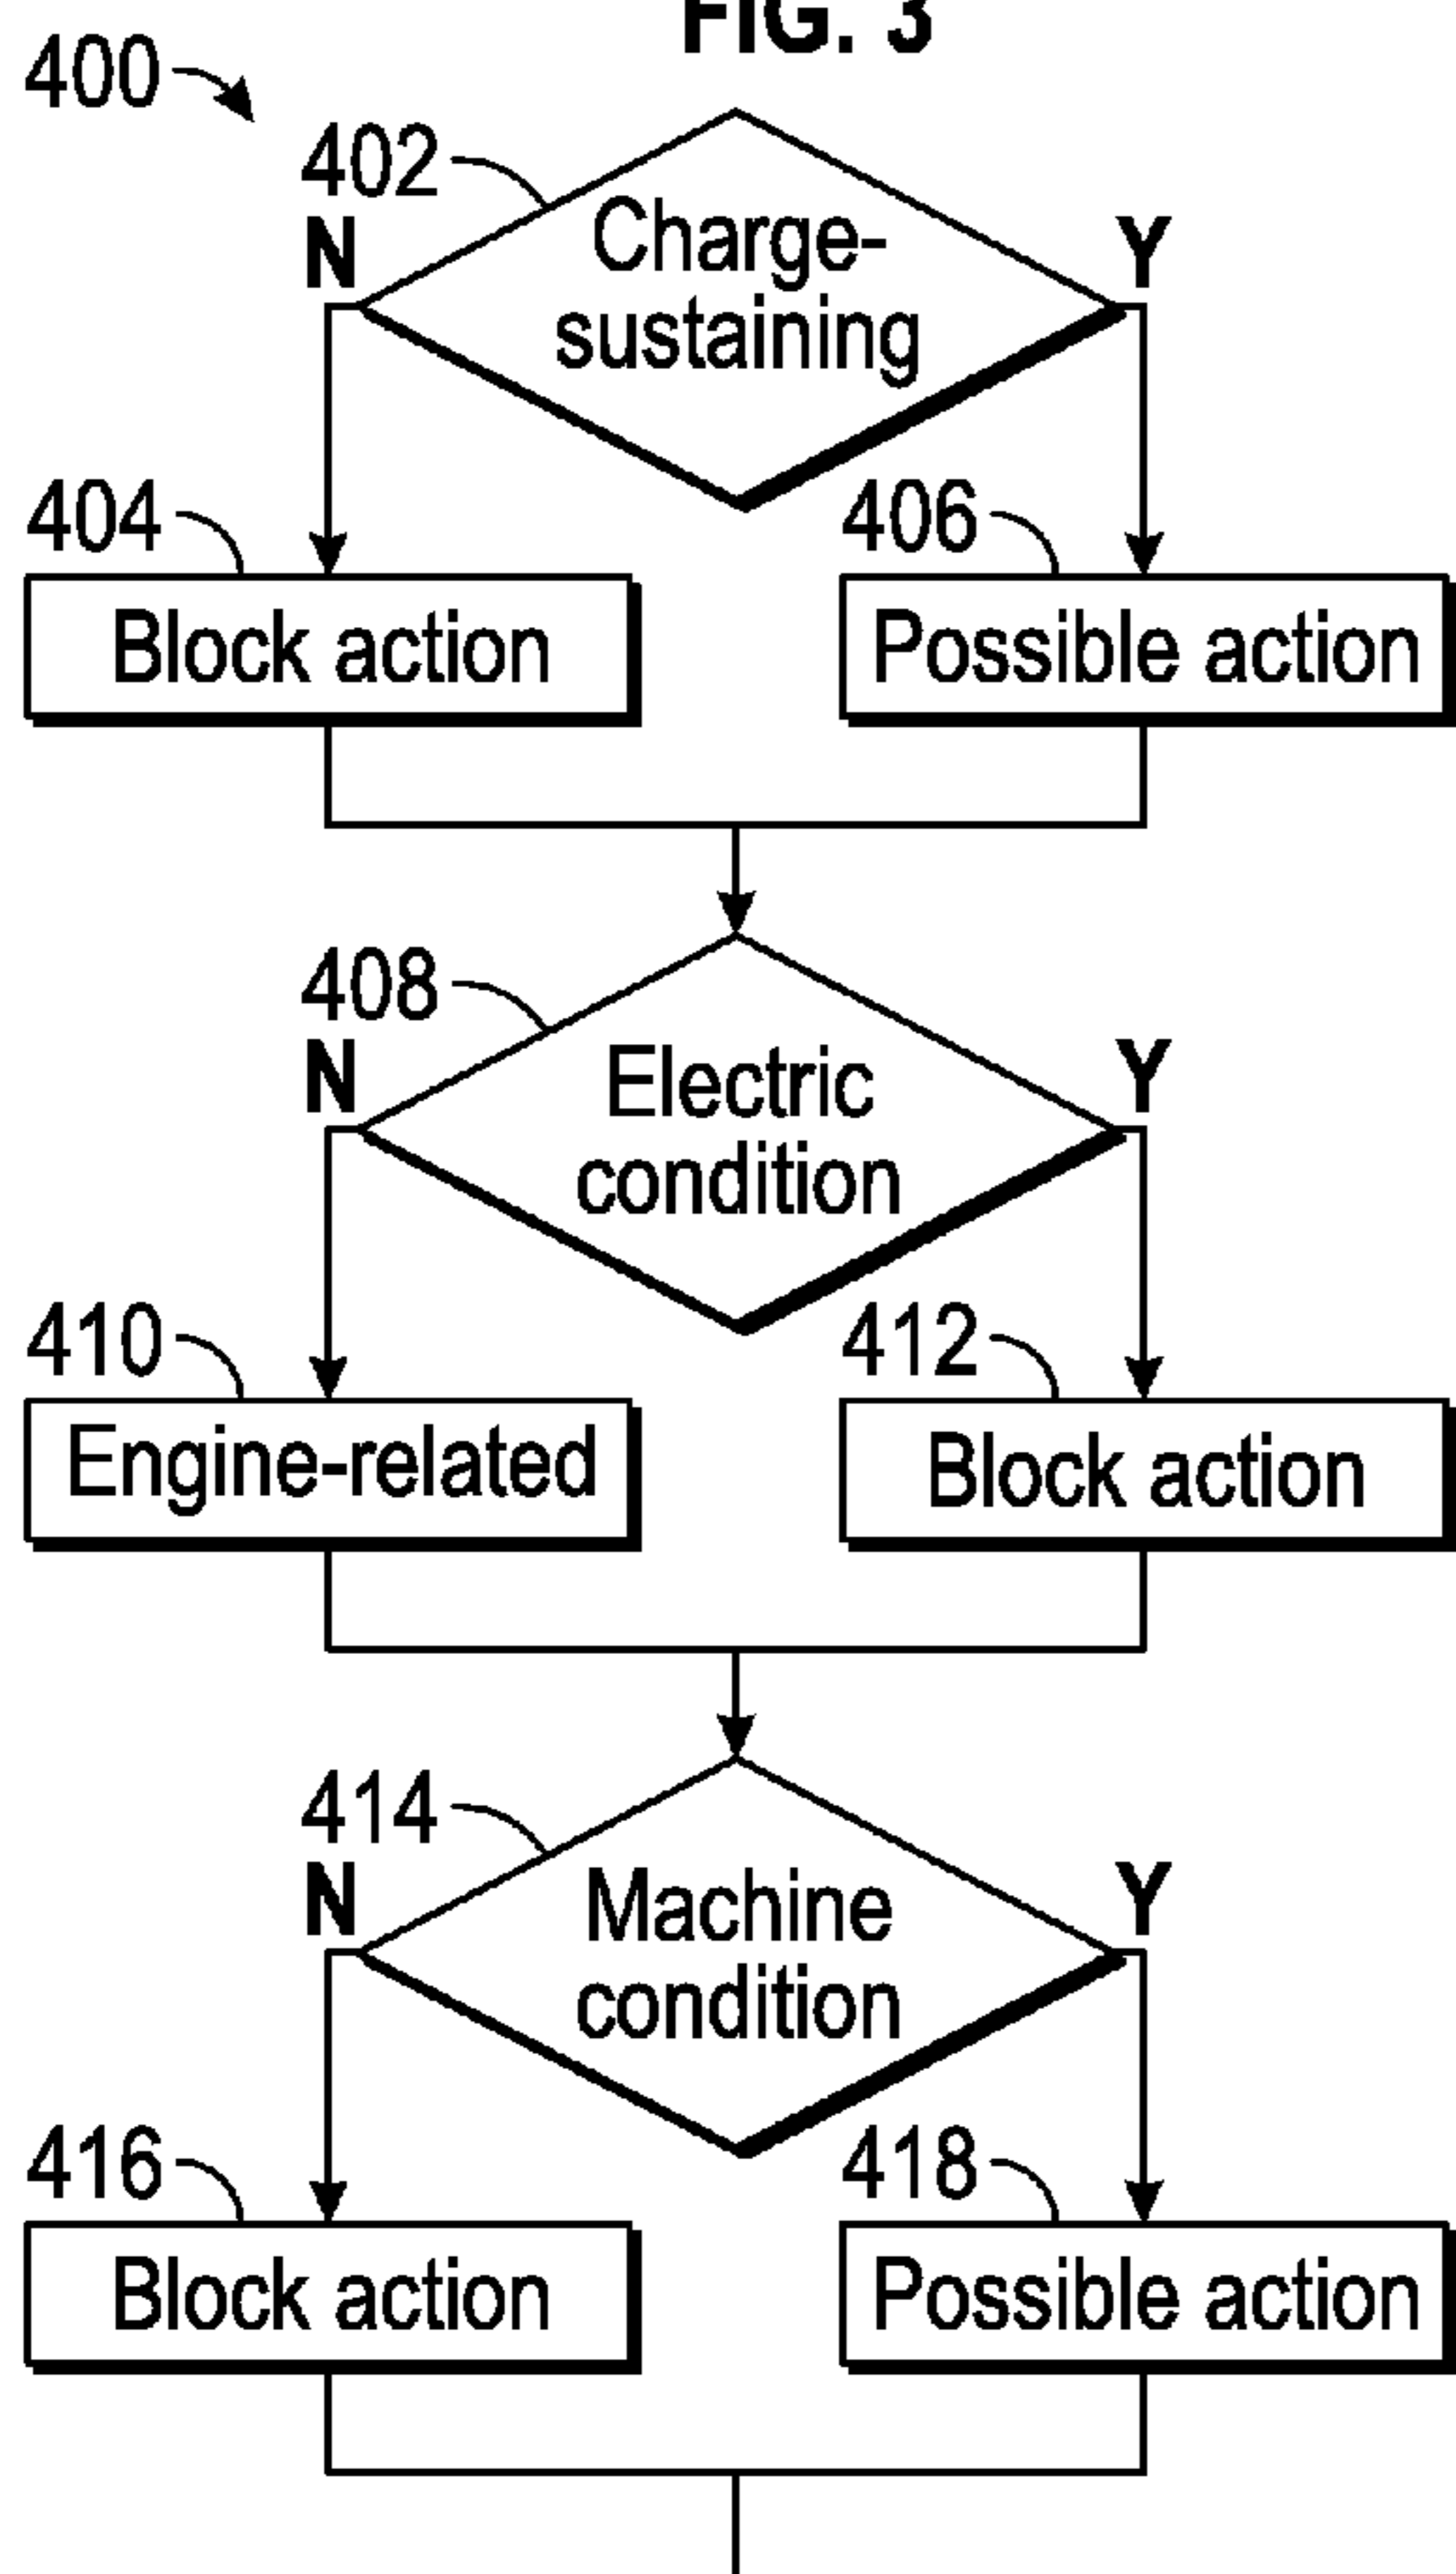 FIG. 3
400
402
N
Y
Charge-
sustaining
404
406
Block action
Possible action
408
N
Y
Electric
condition
410
412
Engine-related
Block action
414
N
Y
Machine
condition
416
418
Block action
Possible action